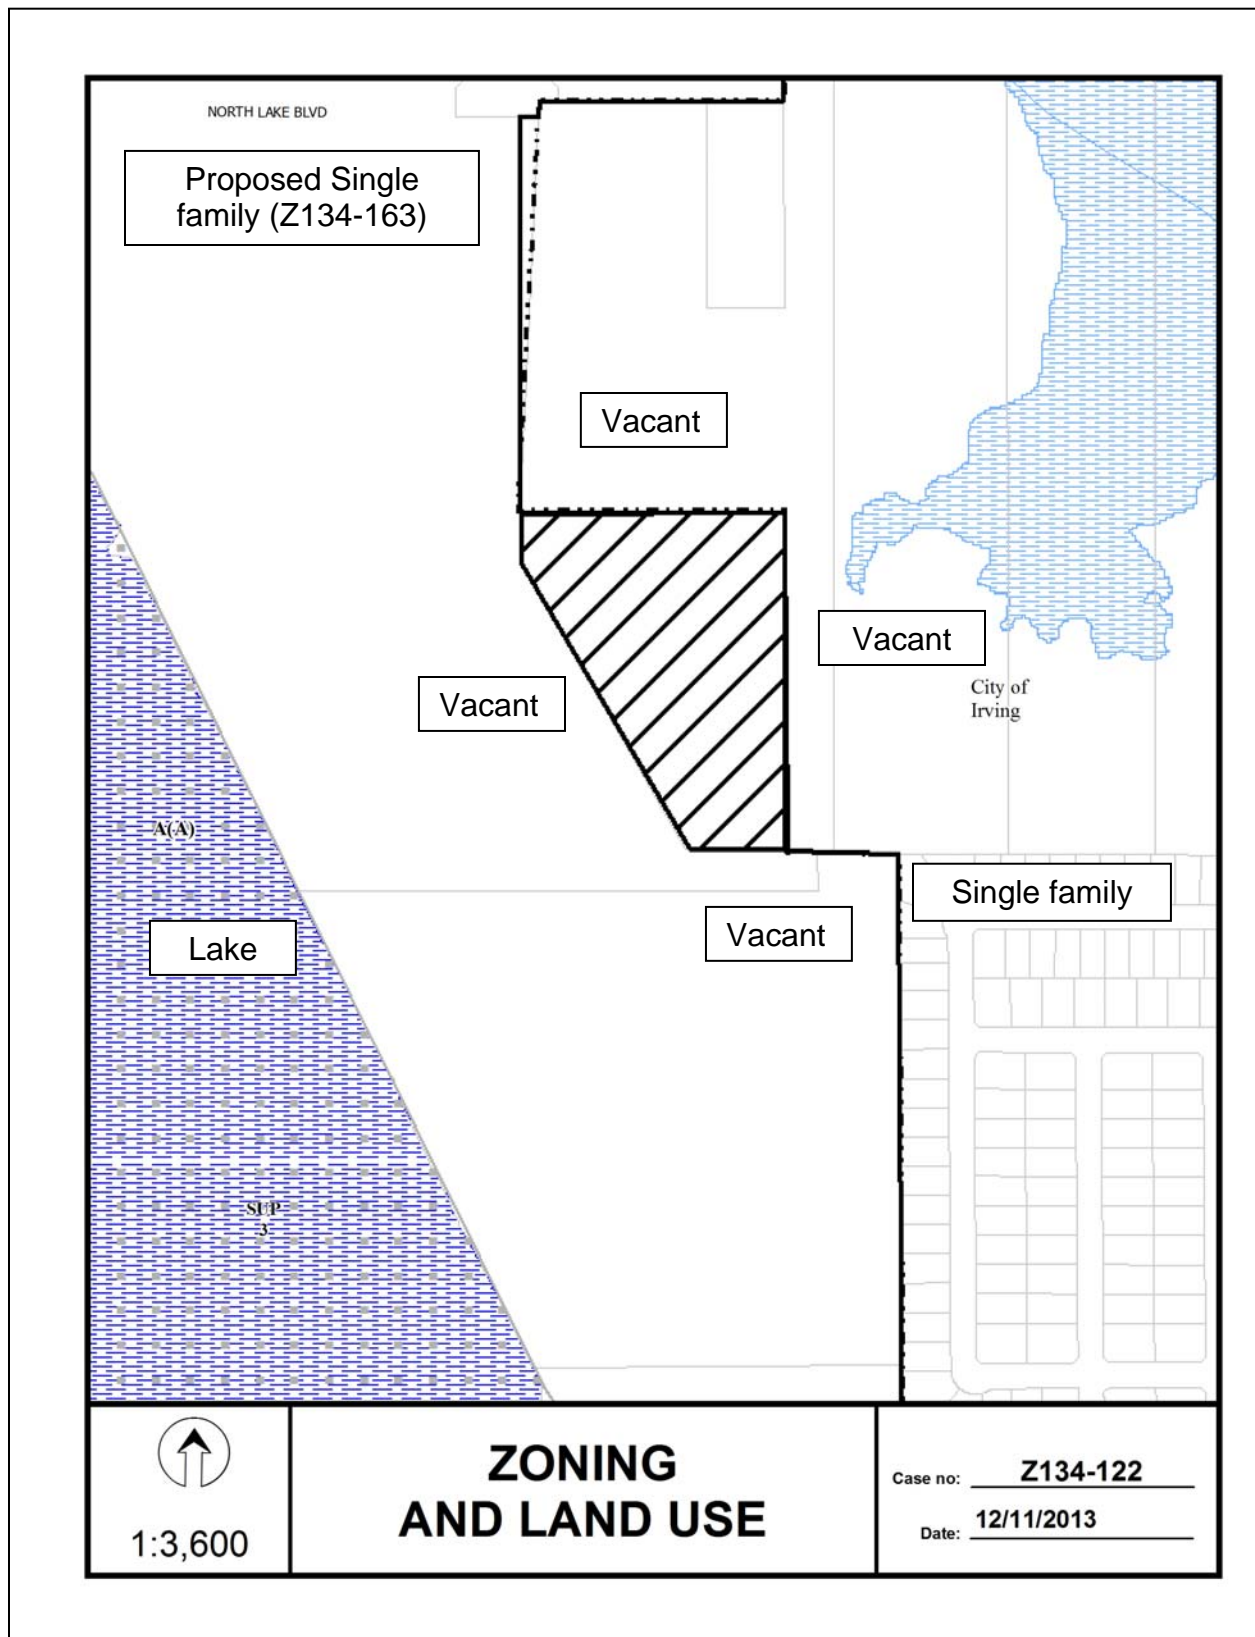 NORTH LAKE BLVD
Proposed Single
family (Z134-163)
Vacant
Vacant
City of
Irving
Vacant
A(A)
Single family
Vacant
Lake
SUP
3
1:3,600
ZONING
AND LAND USE
Case no: Z134-122
Date: 12/11/2013